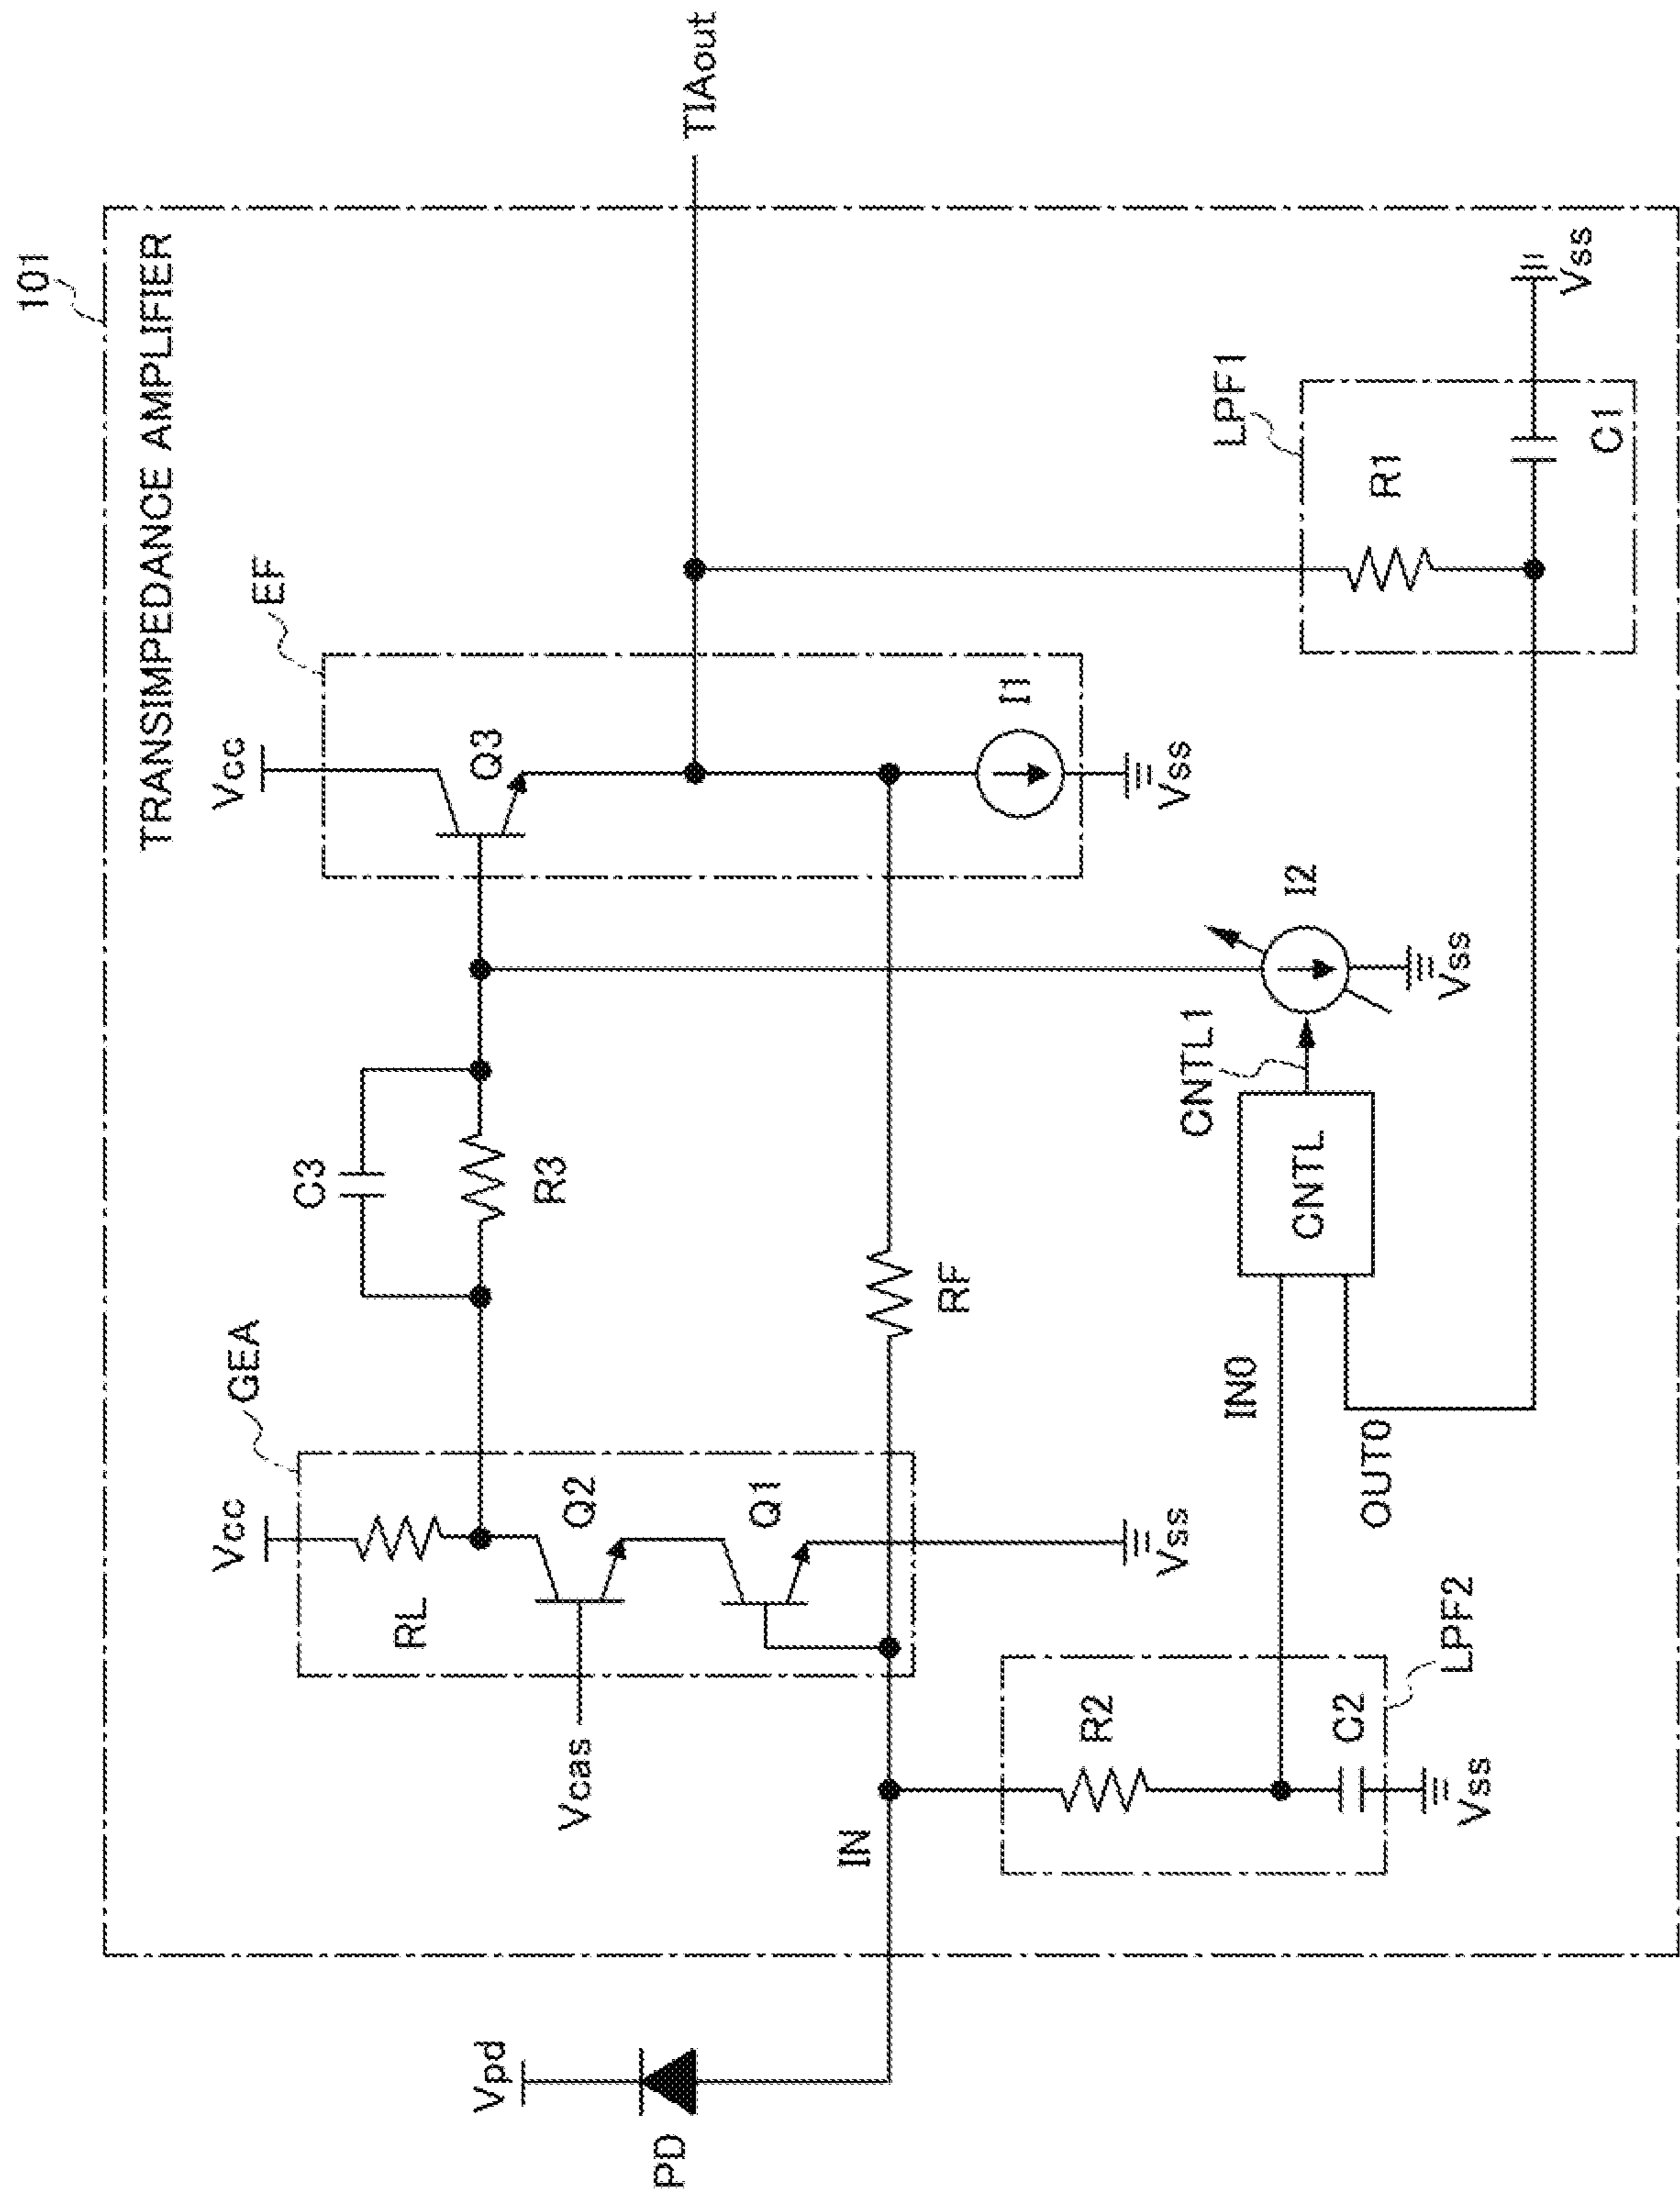 101
TRANSIMPEDANCE AMPLIFIER
Vpd
PD
IN
Vcas
GEA
Vcc
RL
Q2
Q1
Vss
C3
R3
RF
EF
Vcc
Q3
I1
Vss
TIAout
LPF2
R2
C2
Vss
IN0
OUT0
CNTL
CNTL1
I2
Vss
LPF1
R1
C1
Vss